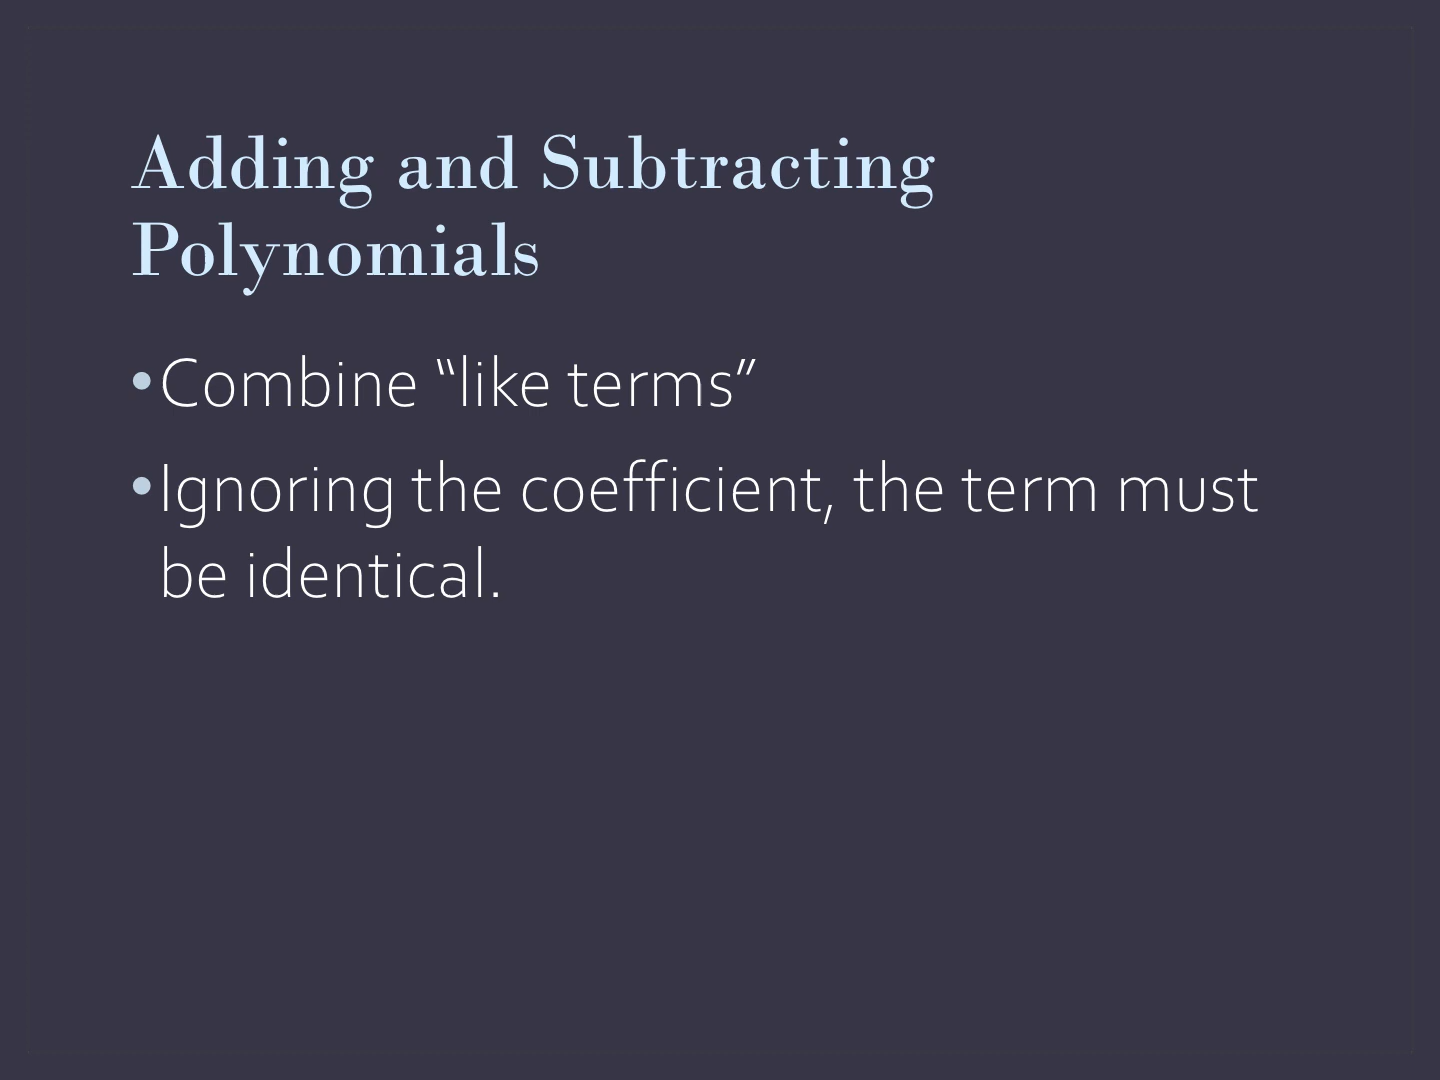 Adding and Subtracting
Polynomials
•Combine “like terms”
•Ignoring the coefficient, the term must
be identical.